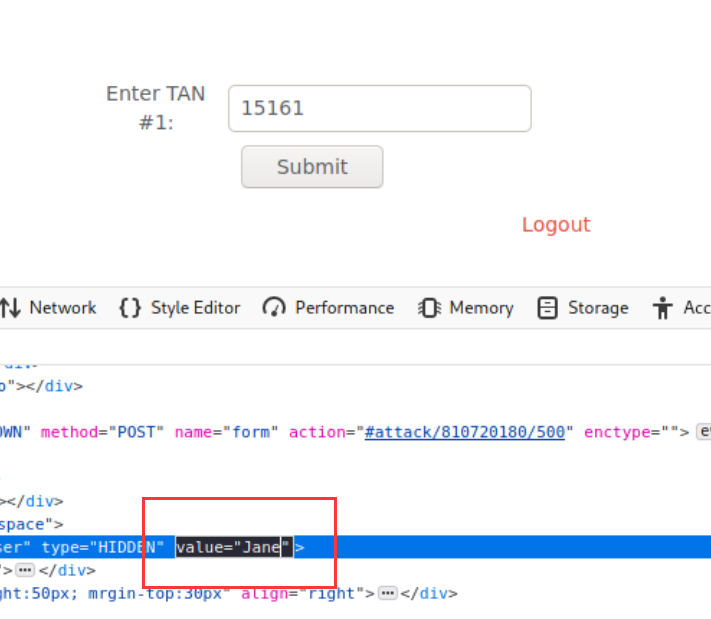 Enter TAN
#1:
15161
Submit
Logout
Network
Style Editor
Performance
Memory
Storage
Acc
o"></div>
OWN" method="POST" name="form" action="#attack/810720180/500" enctype="">
></div>
space">
ser" type="HIDDEN" value="Jane">
"></div>
ght:50px; mrgin-top:30px" align="right"></div>